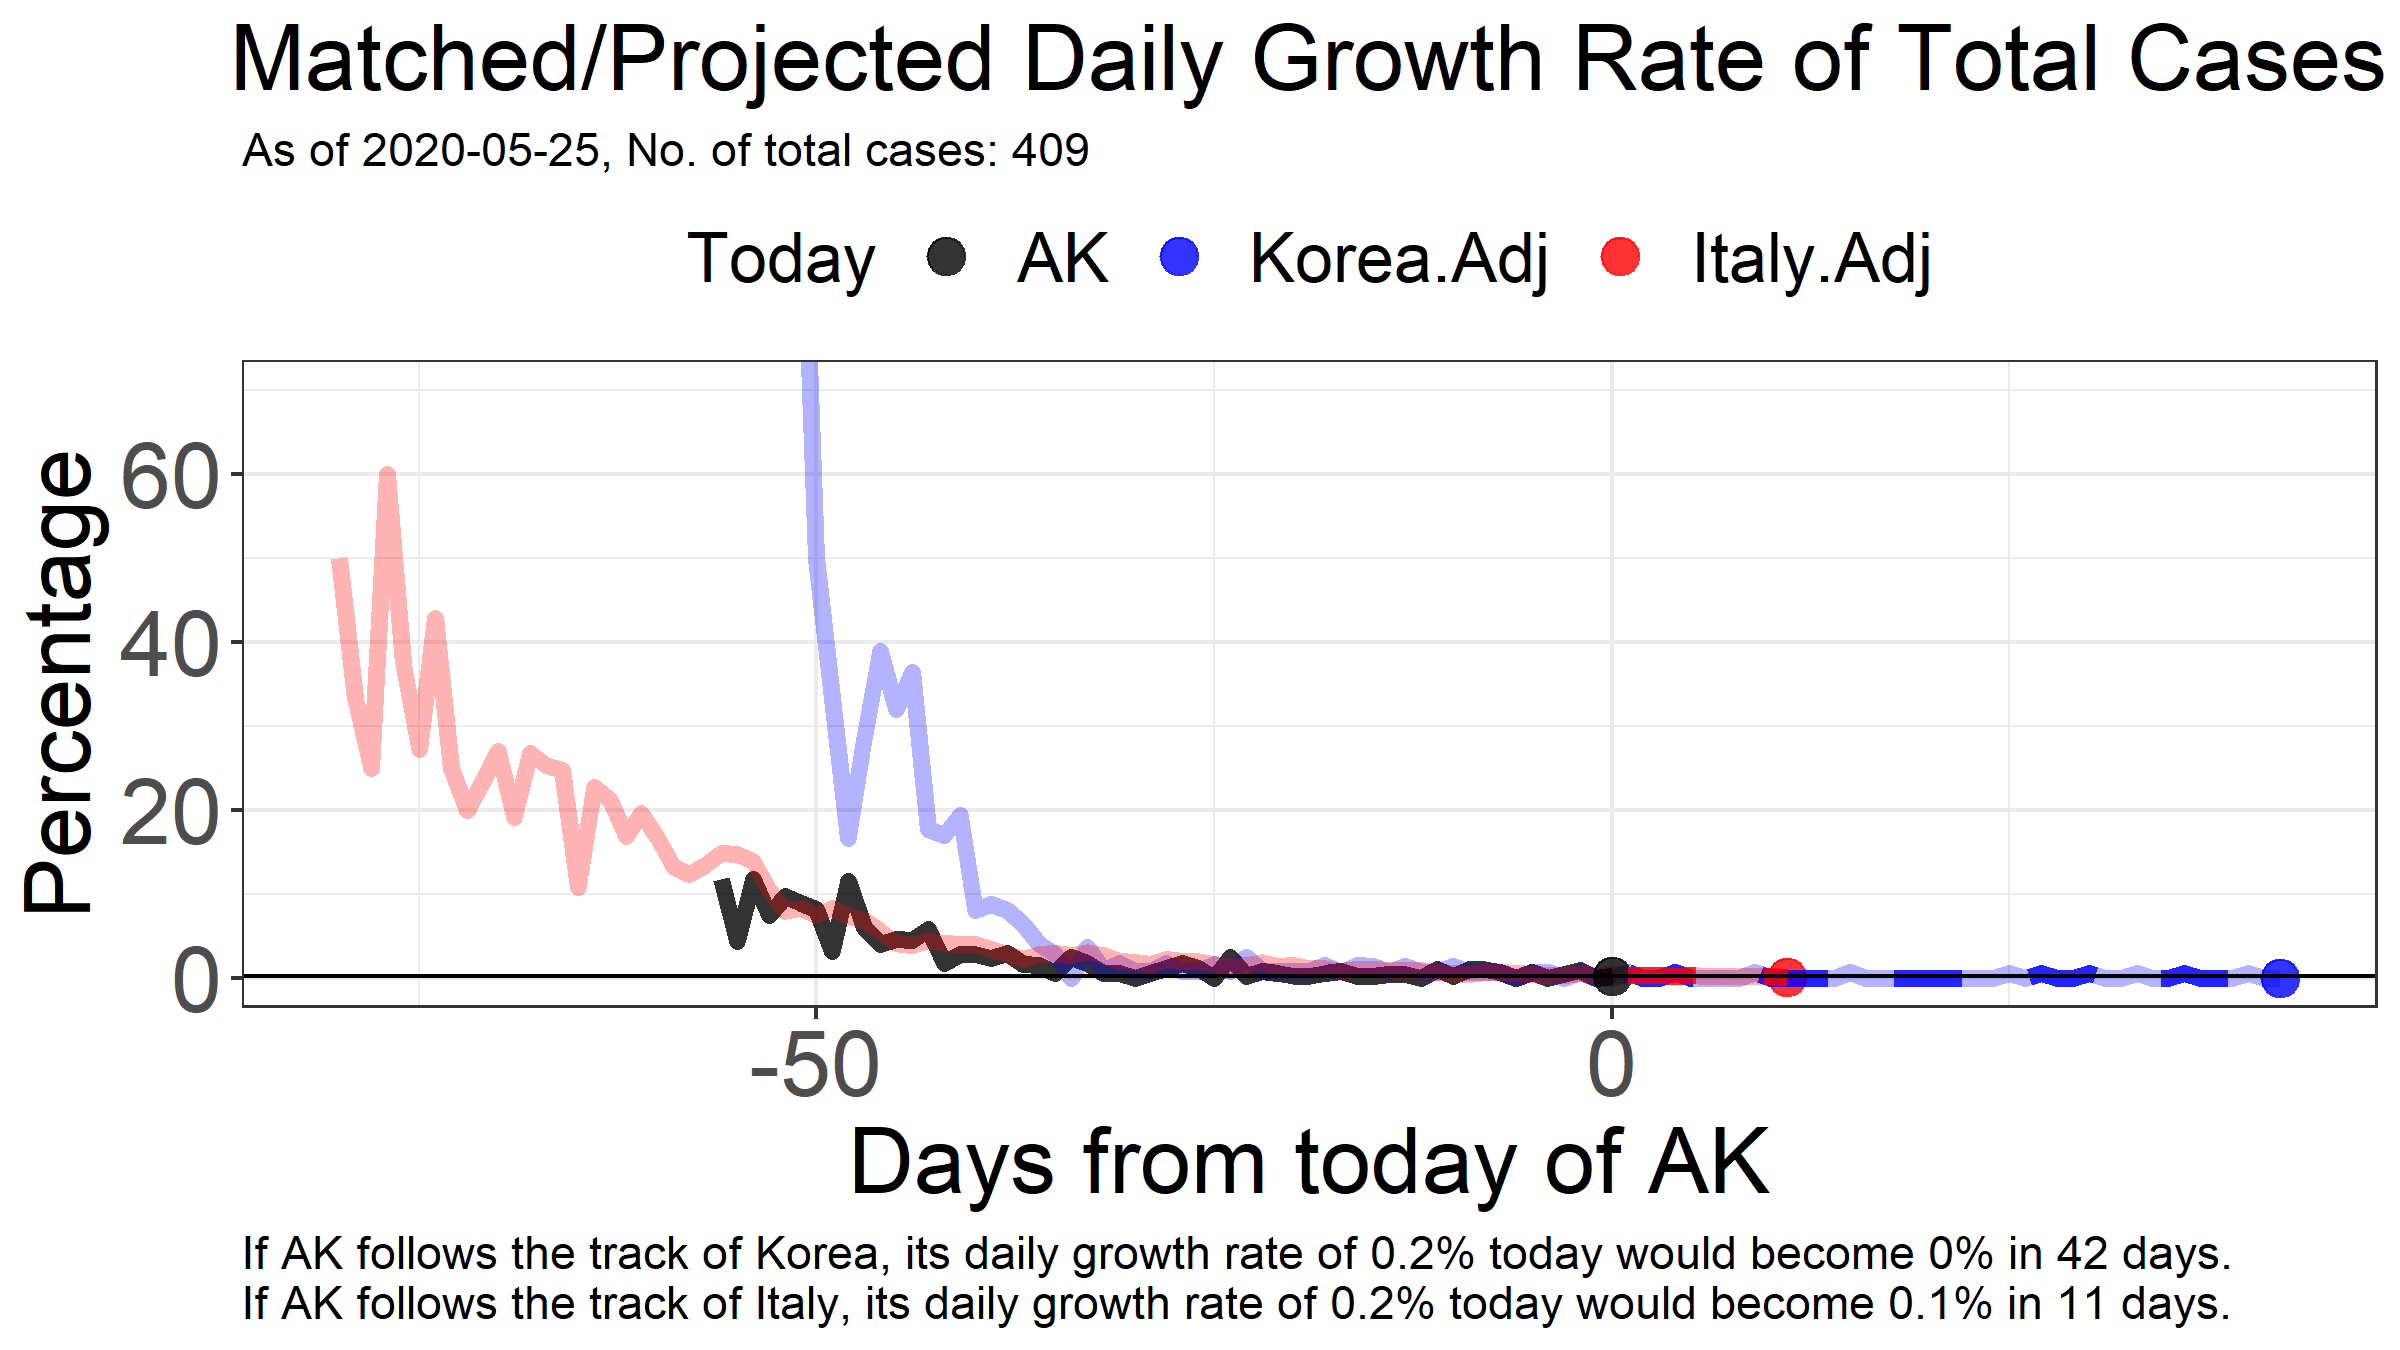 Matched/Projected Daily Growth Rate of Total Cases
As of 2020-05-25, No. of total cases: 409
Today AK Korea.Adj Italy.Adj
Percentage
60
40
20
0
-50 0
Days from today of AK
If AK follows the track of Korea, its daily growth rate of 0.2% today would become 0% in 42 days.
If AK follows the track of Italy, its daily growth rate of 0.2% today would become 0.1% in 11 days.